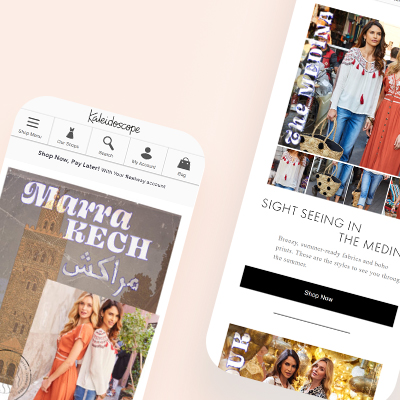 Kaleidoscope
Shop Menu
Our Shops
Search
My Account
Bag
Shop Now, Pay Later! With Your Kaleidoscope account
Marra
KECH
مراكش
The MEDINA
SIGHT SEEING IN
THE MEDIN
Breezy, summer-ready fabrics and boho
prints. These are the styles to see you throug
the summer.
Shop Now